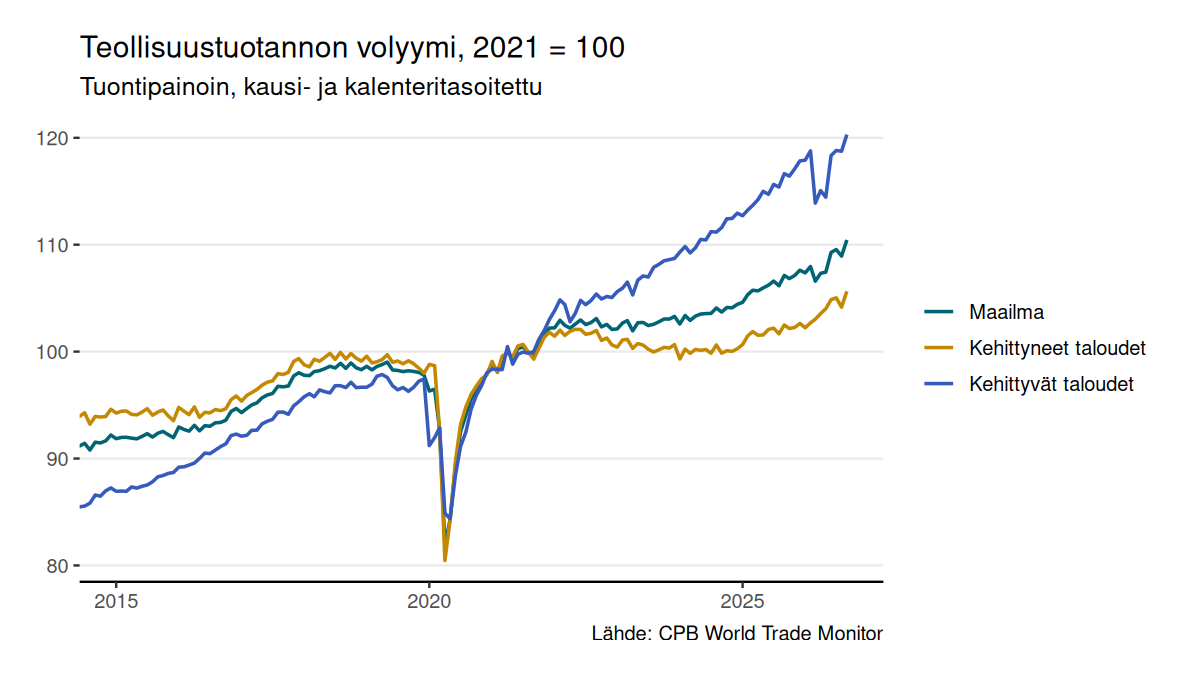 Teollisuustuotannon volyymi, 2021 = 100
Tuontipainoin, kausi- ja kalenteritasoitettu
120
110
100
90
80
2015
2020
2025
Maailma
Kehittyneet taloudet
Kehittyvät taloudet
Lähde: CPB World Trade Monitor